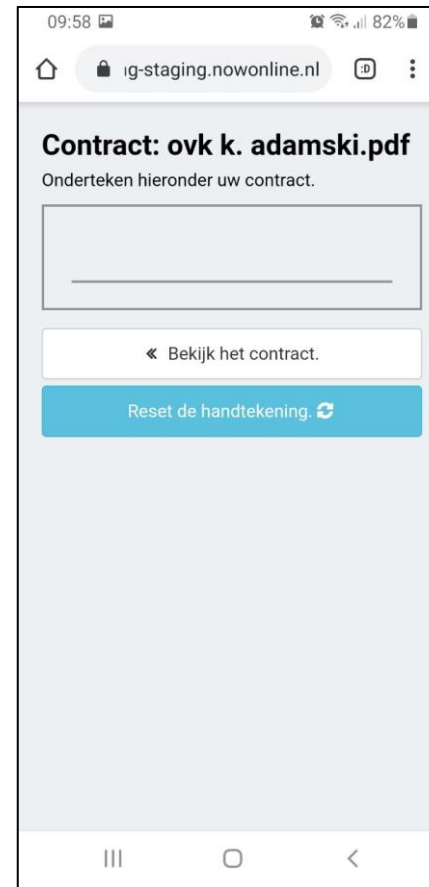 09:58 82%
ıg-staging.nowonline.nl :D
Contract: ovk k. adamski.pdf
Onderteken hieronder uw contract.
« Bekijk het contract.
Reset de handtekening.